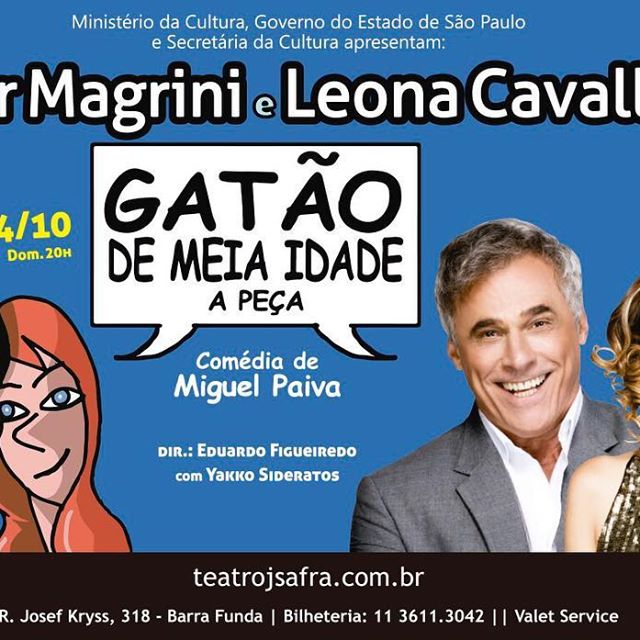 Ministério da Cultura, Governo do Estado de São Paulo
e Secretária da Cultura apresentam:
r Magrini e Leona Cavall
4/10
Dom. 20H
GATÃO
DE MEIA IDADE
A PEÇA
Comédia de
Miguel Paiva
DIR.: EDUARDO FIGUEIREDO
COM YAKKO SIDERATOS
teatrojsafra.com.br
R. Josef Kryss, 318 - Barra Funda | Bilheteria: 11 3611.3042 || Valet Service